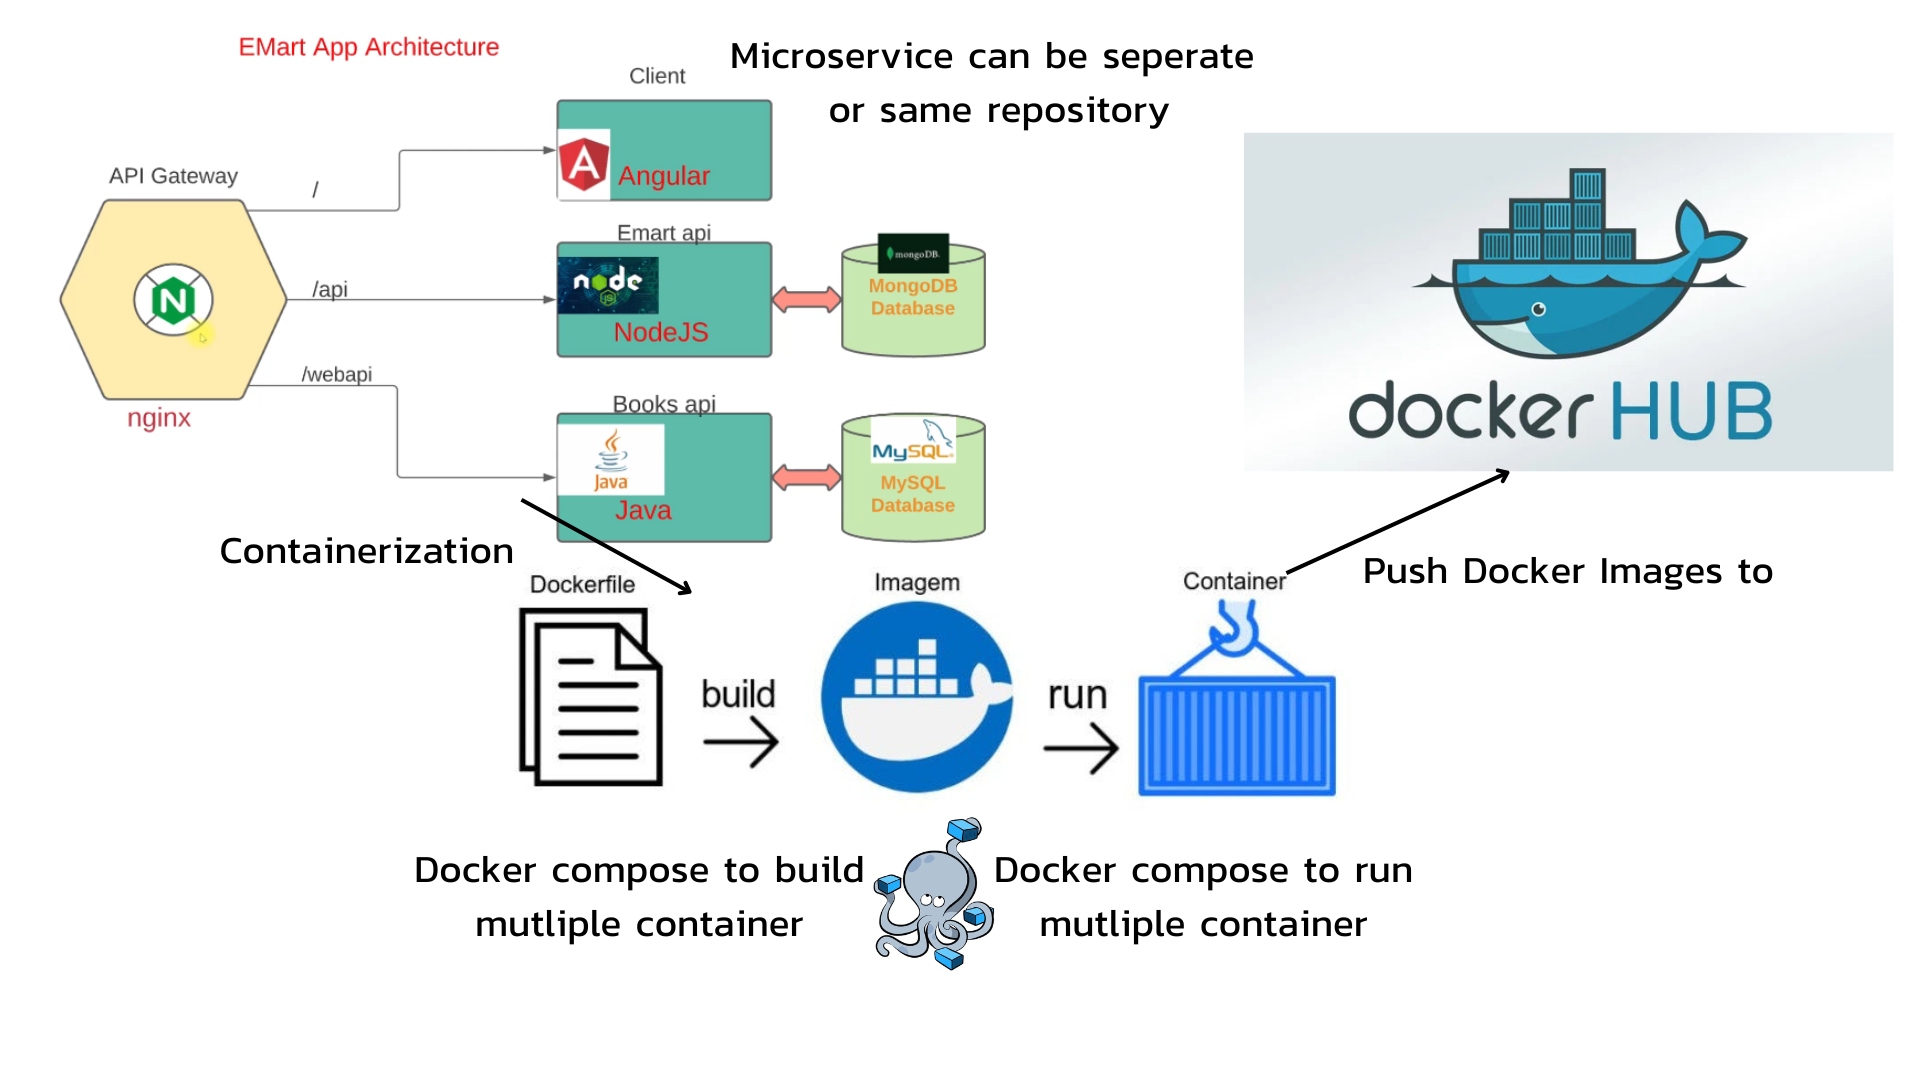 EMart App Architecture
Microservice can be seperate
or same repository
Client
Angular
API Gateway
/
nginx
/api
/webapi
Emart api
node
JS
NodeJS
mongoDB.
MongoDB
Database
Books api
Java
Java
MySQL
MySQL
Database
docker HUB
Containerization
Push Docker Images to
Dockerfile
build
Imagem
run
Container
Docker compose to build
mutliple container
Docker compose to run
mutliple container